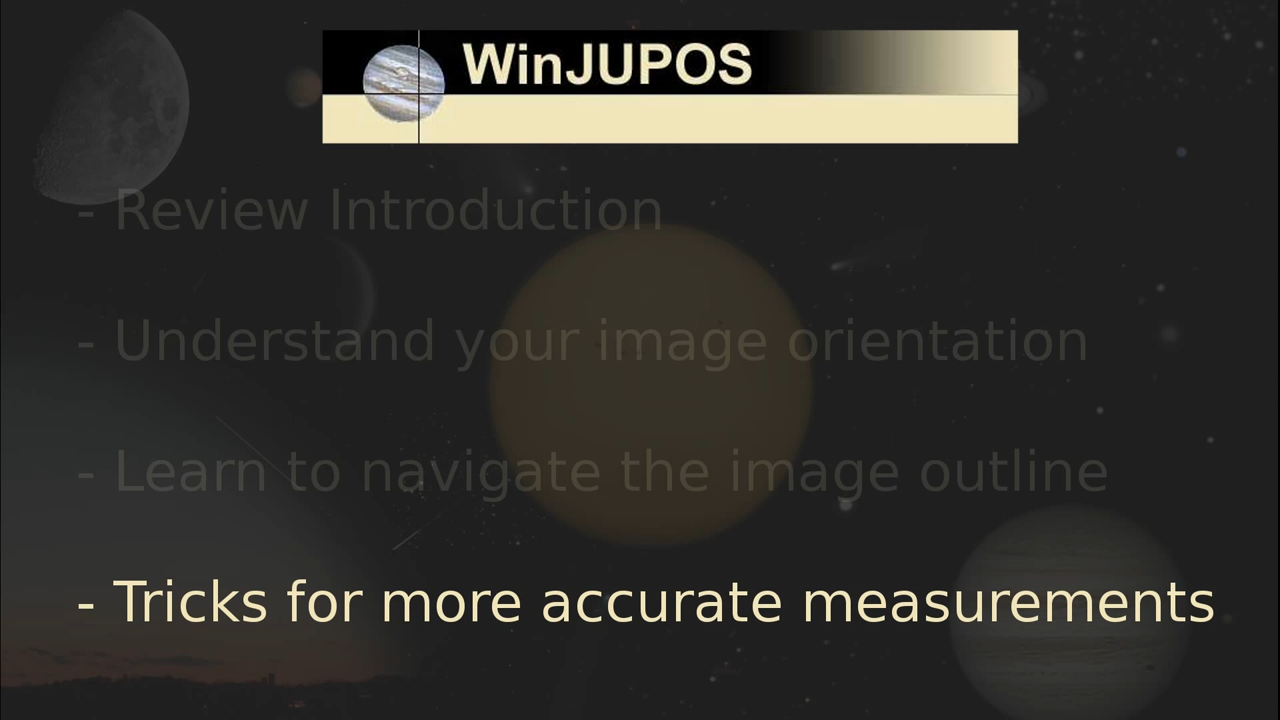 WinJUPOS
- Review Introduction
- Understand your image orientation
- Learn to navigate the image outline
- Tricks for more accurate measurements